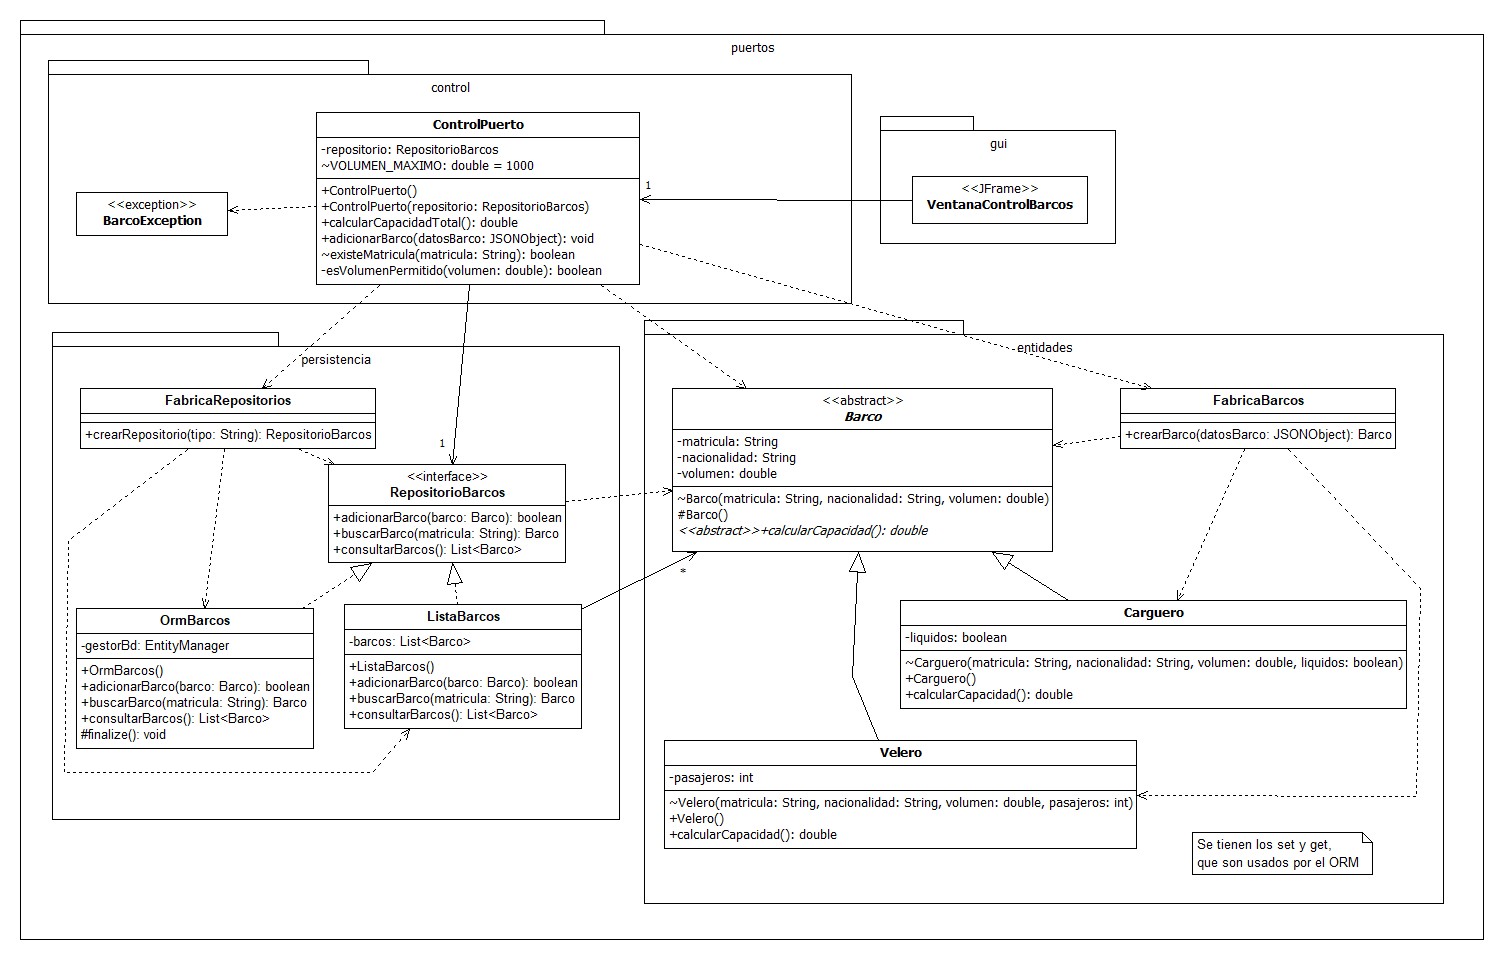 puertos
control
ControlPuerto
-repositorio: RepositorioBarcos
~VOLUMEN_MAXIMO: double = 1000
+ControlPuerto()
+ControlPuerto(repositorio: RepositorioBarcos)
+calcularCapacidadTotal(): double
+adicionarBarco(datosBarco: JSONObject): void
~existeMatricula(matricula: String): boolean
-esVolumenPermitido(volumen: double): boolean
<<exception>>
BarcoException
gui
<<JFrame>>
VentanaControlBarcos
1
persistencia
FabricaRepositorios
+crearRepositorio(tipo: String): RepositorioBarcos
1
<<interface>>
RepositorioBarcos
+adicionarBarco(barco: Barco): boolean
+buscarBarco(matricula: String): Barco
+consultarBarcos(): List<Barco>
OrmBarcos
-gestorBd: EntityManager
+OrmBarcos()
+adicionarBarco(barco: Barco): boolean
+buscarBarco(matricula: String): Barco
+consultarBarcos(): List<Barco>
#finalize(): void
ListaBarcos
-barcos: List<Barco>
+ListaBarcos()
+adicionarBarco(barco: Barco): boolean
+buscarBarco(matricula: String): Barco
+consultarBarcos(): List<Barco>
*
entidades
<<abstract>>
Barco
-matricula: String
-nacionalidad: String
-volumen: double
~Barco(matricula: String, nacionalidad: String, volumen: double)
#Barco()
<<abstract>>+calcularCapacidad(): double
FabricaBarcos
+crearBarco(datosBarco: JSONObject): Barco
Carguero
-liquidos: boolean
~Carguero(matricula: String, nacionalidad: String, volumen: double, liquidos: boolean)
+Carguero()
+calcularCapacidad(): double
Velero
-pasajeros: int
~Velero(matricula: String, nacionalidad: String, volumen: double, pasajeros: int)
+Velero()
+calcularCapacidad(): double
Se tienen los set y get,
que son usados por el ORM